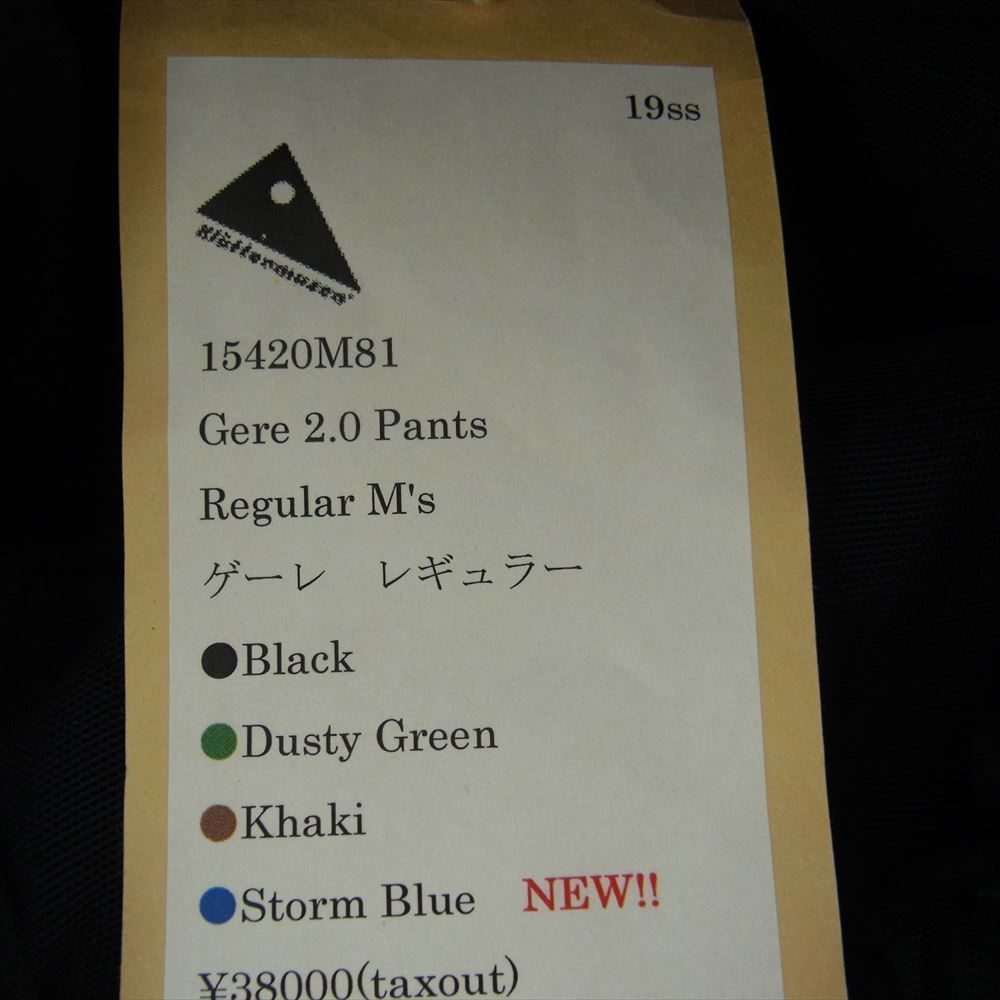 19ss
Klättermusen
15420M81
Gere 2.0 Pants
Regular M's
ゲーレ　レギュラー
●Black
●Dusty Green
●Khaki
●Storm Blue NEW!!
¥38000(taxout)